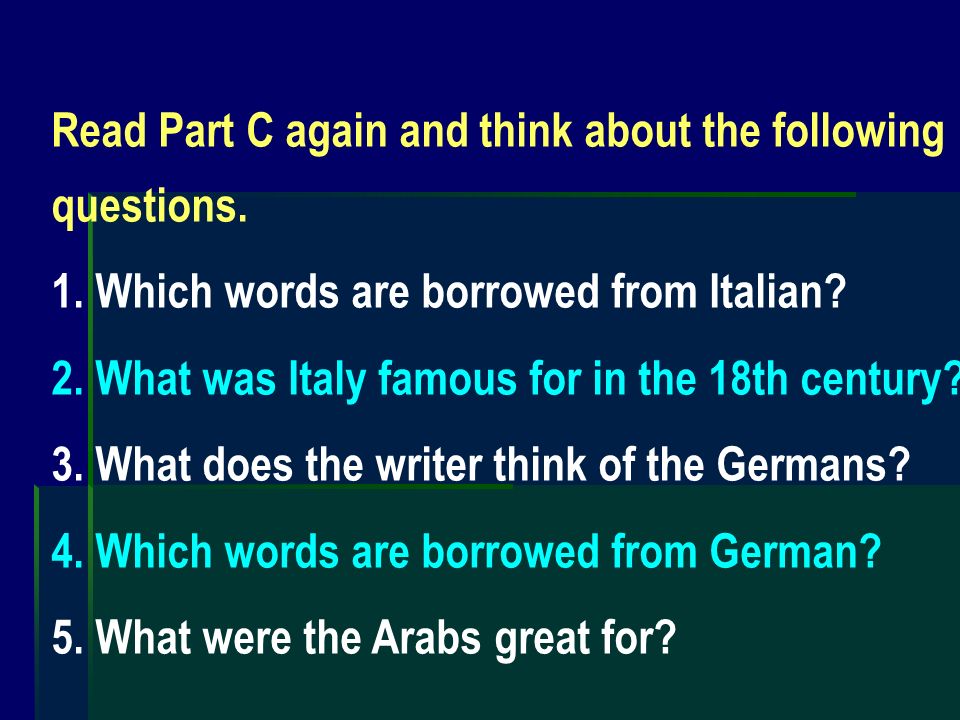 Read Part C again and think about the following
questions.
1. Which words are borrowed from Italian?
2. What was Italy famous for in the 18th century?
3. What does the writer think of the Germans?
4. Which words are borrowed from German?
5. What were the Arabs great for?